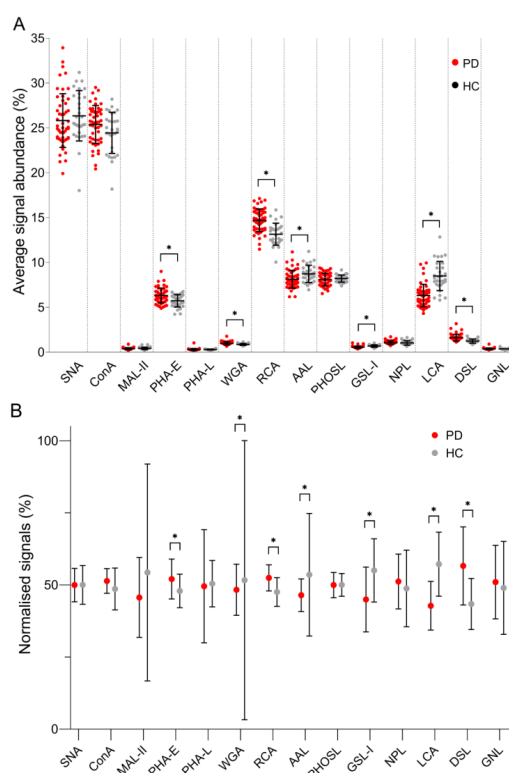 A
35
30
25
20
15
10
5
0
Average signal abundance (%)
PD
HC
*
*
*
*
*
*
*
SNA
ConA
MAL-II
PHA-E
PHA-L
WGA
RCA
AAL
PHOSL
GSL-I
NPL
LCA
DSL
GNL
B
100
50
0
Normalised signals (%)
PD
HC
*
*
*
*
*
*
*
SNA
ConA
MAL-II
PHA-E
PHA-L
WGA
RCA
AAL
PHOSL
GSL-I
NPL
LCA
DSL
GNL